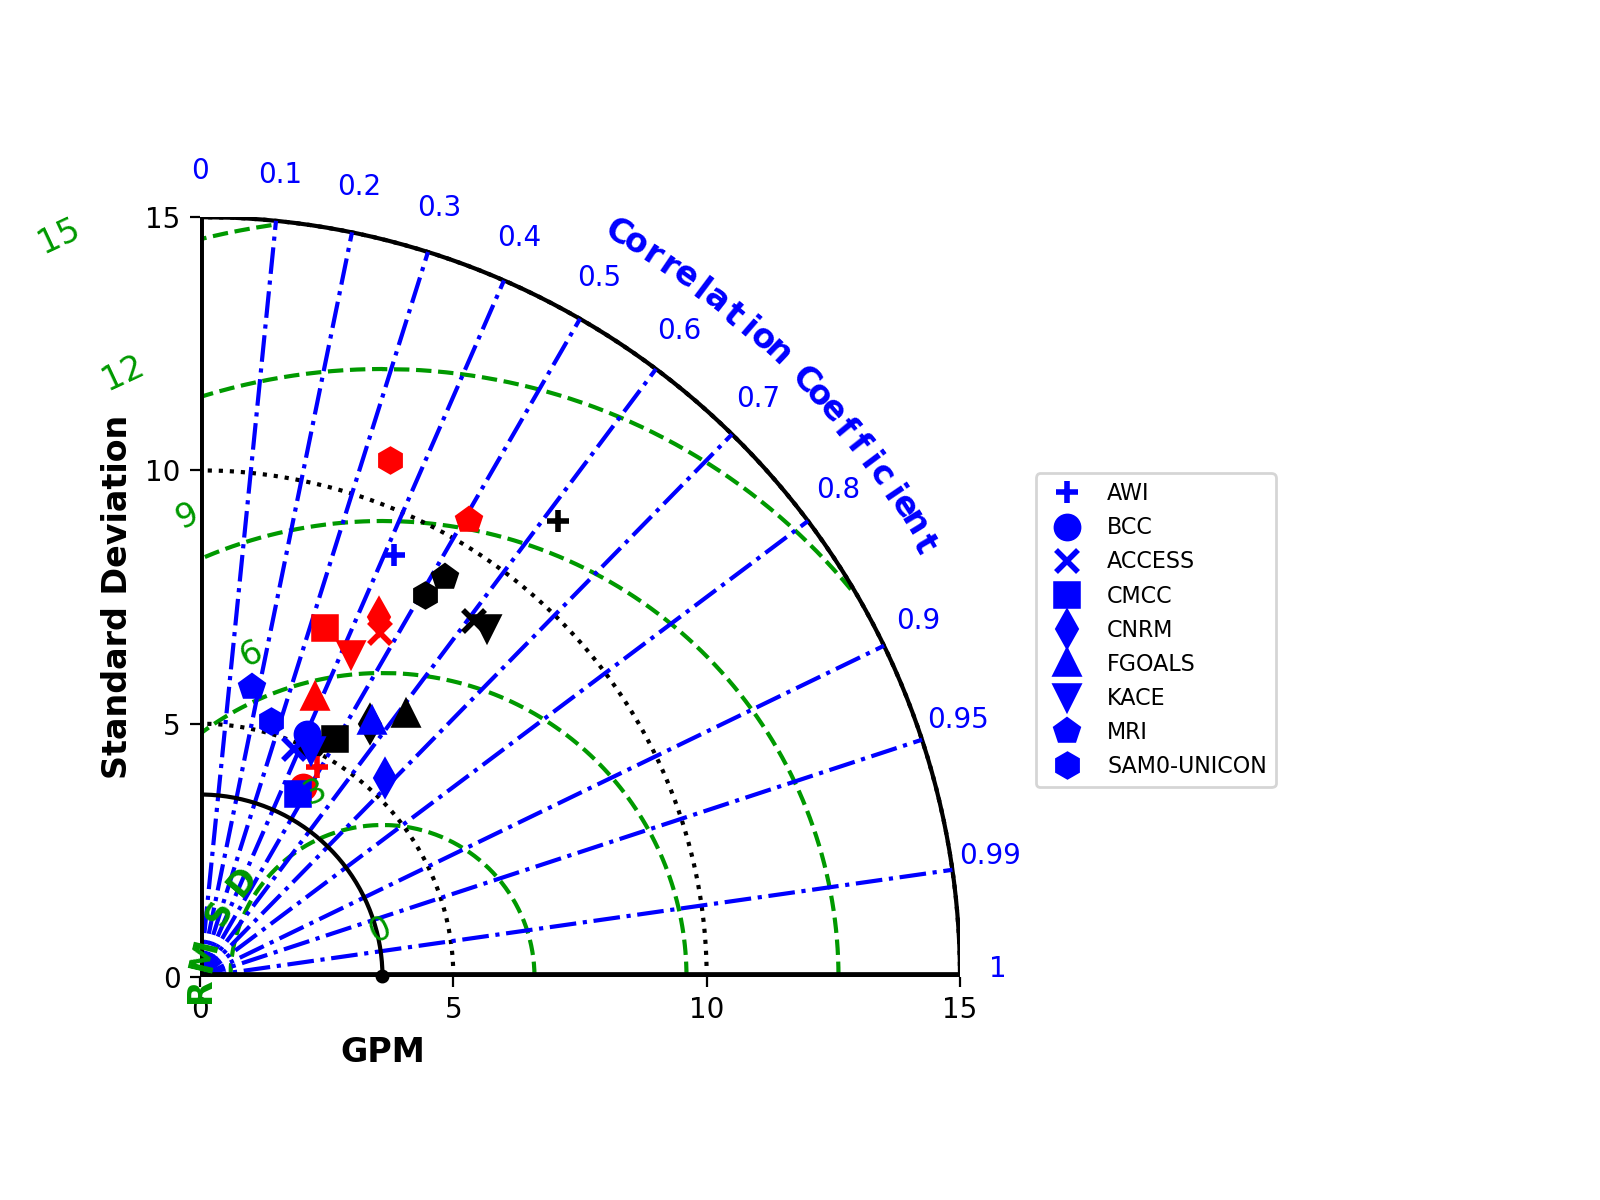 0
0.1
0.2
0.3
0.4
0.5
0.6
0.7
0.8
0.9
0.95
0.99
1
Correlation Coefficient
15
12
9
6
3
0
RMSD
Standard Deviation
15
10
5
0
0
5
10
15
GPM
AWI
BCC
ACCESS
CMCC
CNRM
FGOALS
KACE
MRI
SAM0-UNICON